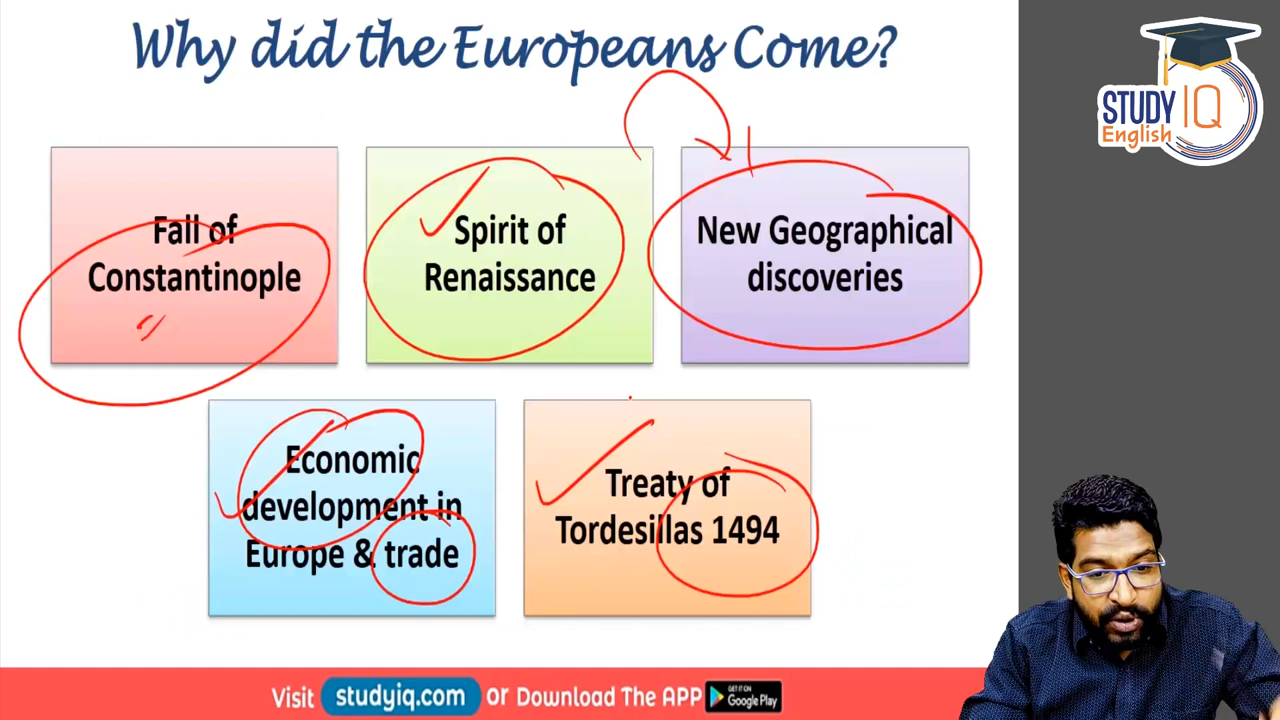 Why did the Europeans Come?
STUDY IQ
English
Fall of
Constantinople
Spirit of
Renaissance
New Geographical
discoveries
Economic
development in
Europe & trade
Treaty of
Tordesillas 1494
Visit studyiq.com or Download The APP
GET IT ON
Google Play